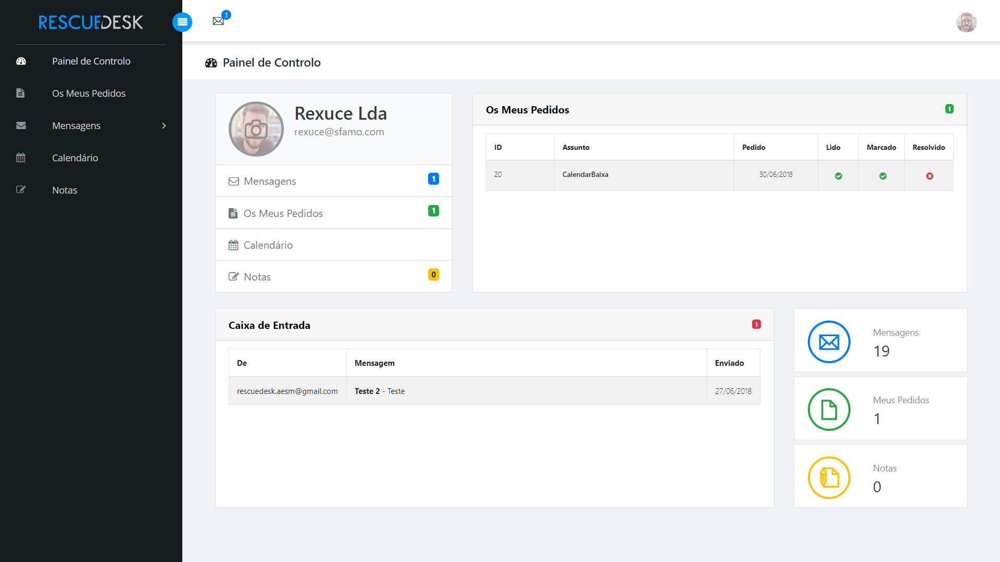 RESCUEDESK
1
Painel de Controlo
Os Meus Pedidos
Mensagens
Calendário
Notas
Painel de Controlo
Rexuce Lda
rexuce@sfamo.com
Mensagens 1
Os Meus Pedidos 1
Calendário
Notas 0
Os Meus Pedidos 1
ID Assunto Pedido Lido Marcado Resolvido
20 CalendarBaixa 30/06/2018
Caixa de Entrada 1
De Mensagem Enviado
rescuedesk.aesm@gmail.com Teste 2 - Teste 27/06/2018
Mensagens
19
Meus Pedidos
1
Notas
0